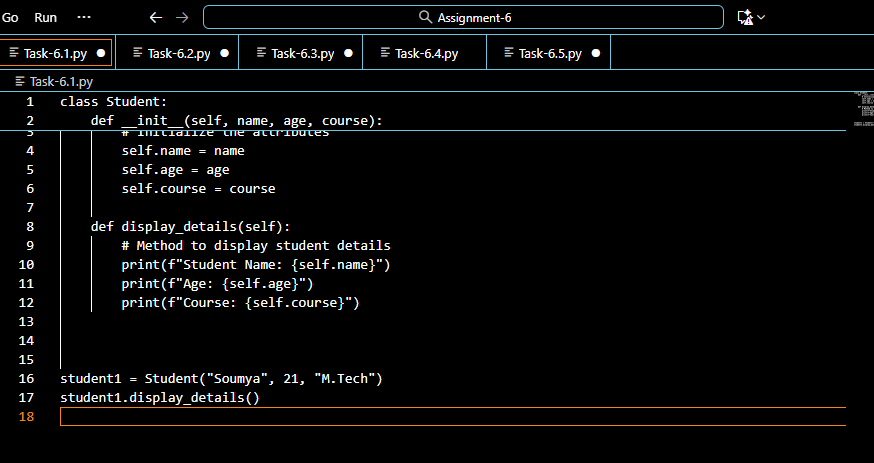 Go Run ··· ← → Assignment-6
Task-6.1.py ● Task-6.2.py ● Task-6.3.py ● Task-6.4.py Task-6.5.py ●
Task-6.1.py
1 class Student:
2     def __init__(self, name, age, course):
3         # Initialize the attributes
4         self.name = name
5         self.age = age
6         self.course = course
7
8     def display_details(self):
9         # Method to display student details
10         print(f"Student Name: {self.name}")
11         print(f"Age: {self.age}")
12         print(f"Course: {self.course}")
13
14
15
16 student1 = Student("Soumya", 21, "M.Tech")
17 student1.display_details()
18